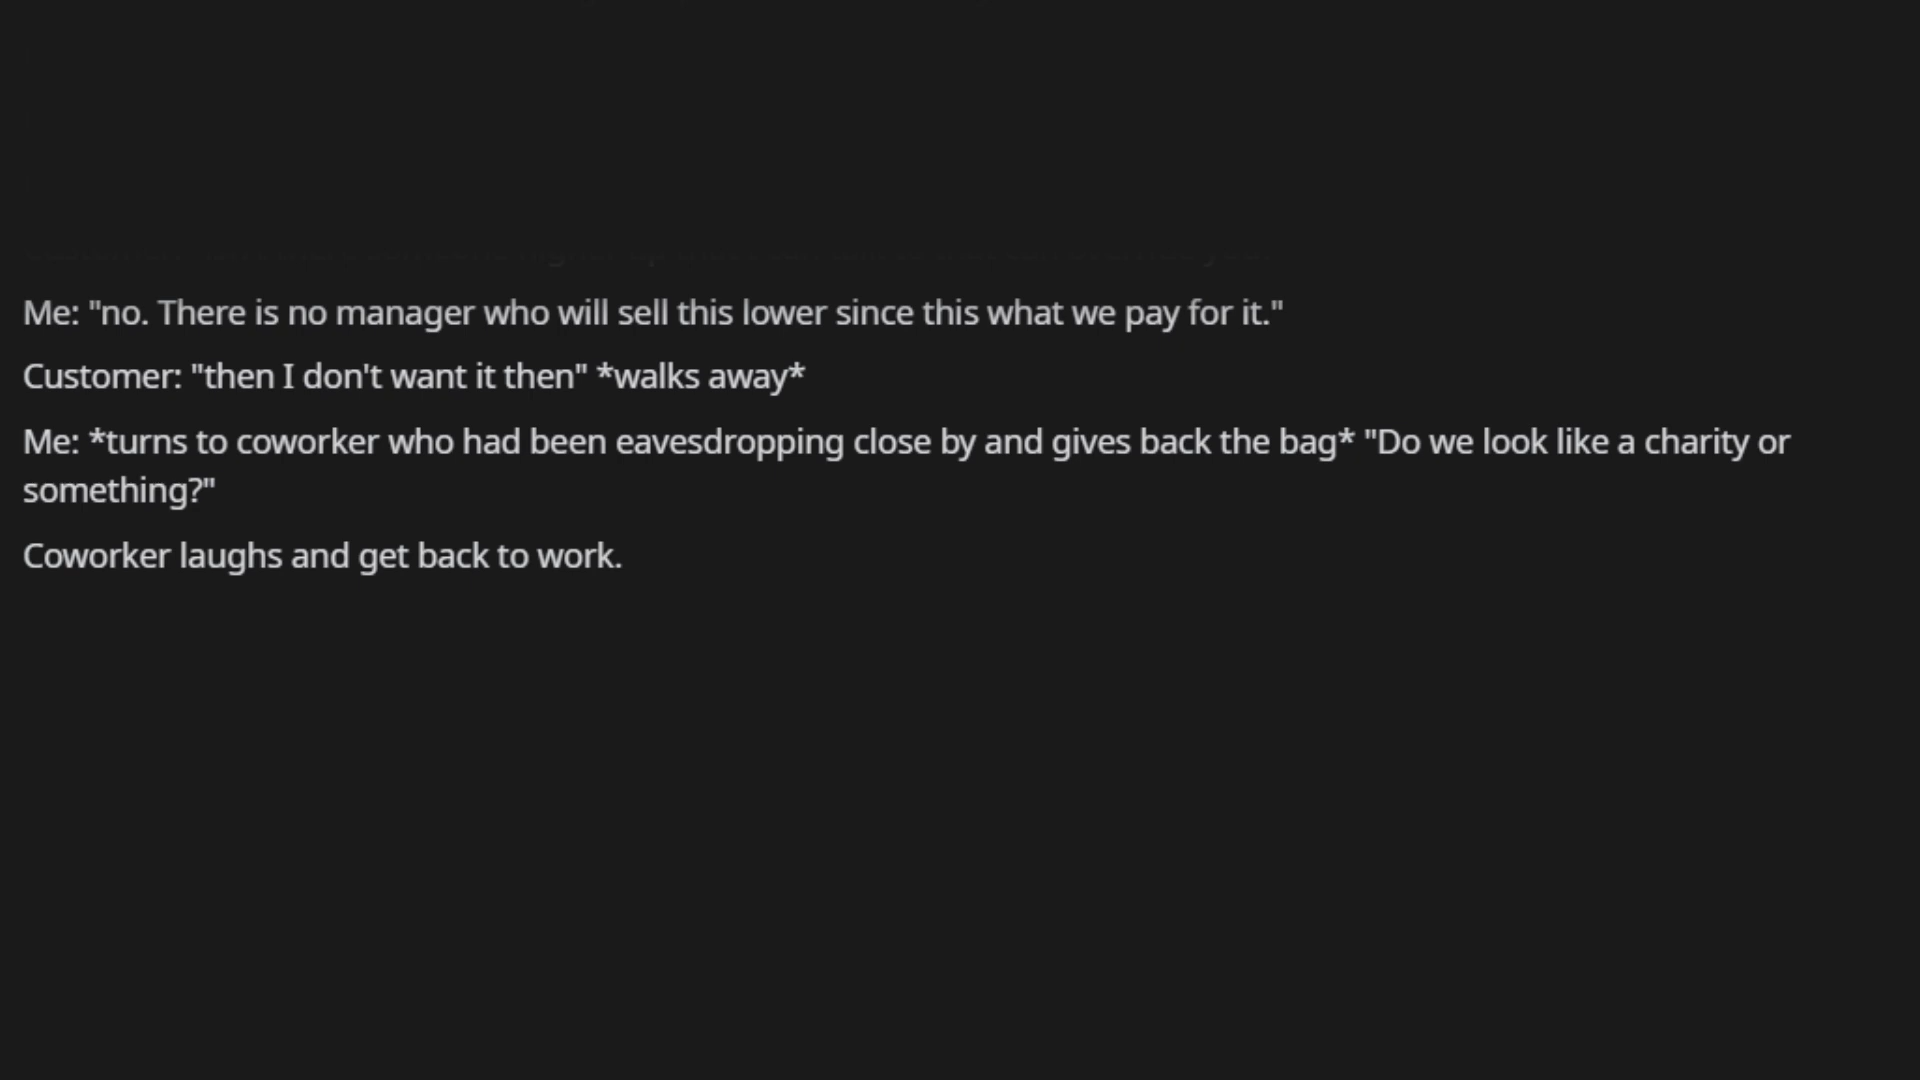 Me: "no. There is no manager who will sell this lower since this what we pay for it."
Customer: "then I don't want it then" *walks away*
Me: *turns to coworker who had been eavesdropping close by and gives back the bag* "Do we look like a charity or
something?"
Coworker laughs and get back to work.